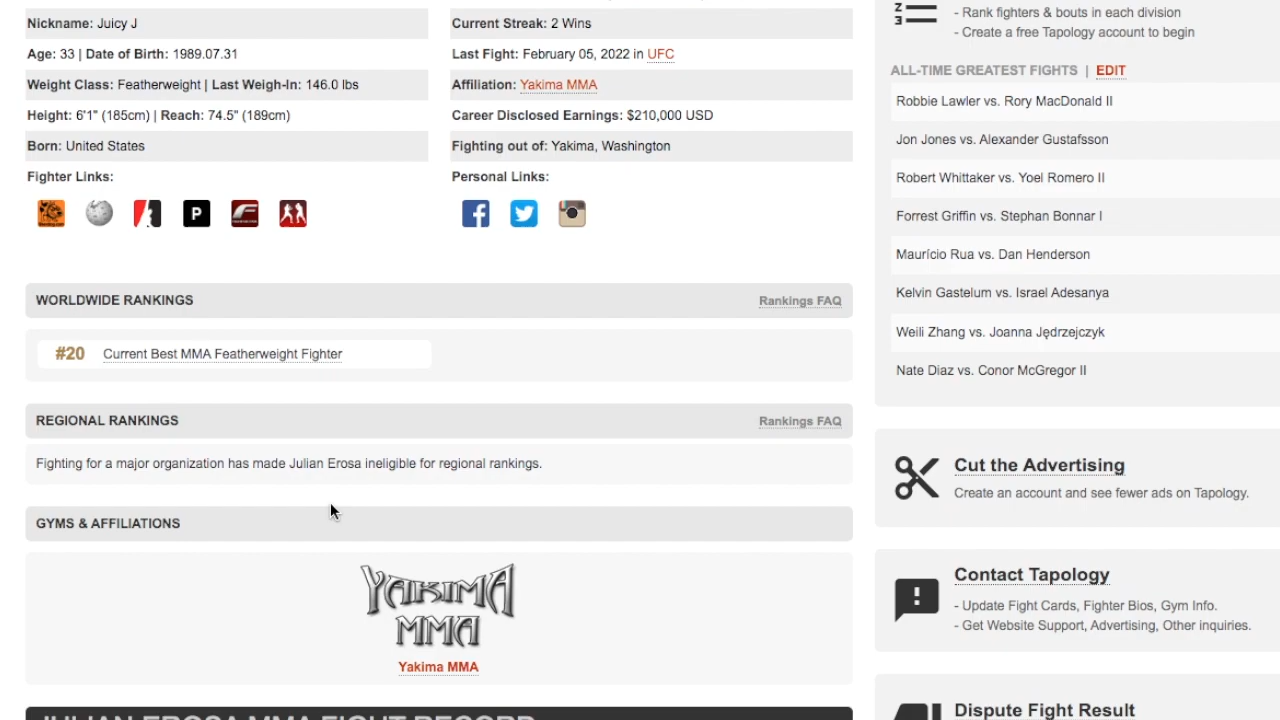 Nickname: Juicy J
Age: 33 | Date of Birth: 1989.07.31
Weight Class: Featherweight | Last Weigh-In: 146.0 lbs
Height: 6'1" (185cm) | Reach: 74.5" (189cm)
Born: United States
Fighter Links:
P
Current Streak: 2 Wins
Last Fight: February 05, 2022 in UFC
Affiliation: Yakima MMA
Career Disclosed Earnings: $210,000 USD
Fighting out of: Yakima, Washington
Personal Links:
WORLDWIDE RANKINGS
Rankings FAQ
#20 Current Best MMA Featherweight Fighter
REGIONAL RANKINGS
Rankings FAQ
Fighting for a major organization has made Julian Erosa ineligible for regional rankings.
GYMS & AFFILIATIONS
YAKIMA
MMA
Yakima MMA
JULIAN EROSA MMA FIGHT RECORD
- Rank fighters & bouts in each division
- Create a free Tapology account to begin
ALL-TIME GREATEST FIGHTS | EDIT
Robbie Lawler vs. Rory MacDonald II
Jon Jones vs. Alexander Gustafsson
Robert Whittaker vs. Yoel Romero II
Forrest Griffin vs. Stephan Bonnar I
Maurício Rua vs. Dan Henderson
Kelvin Gastelum vs. Israel Adesanya
Weili Zhang vs. Joanna Jędrzejczyk
Nate Diaz vs. Conor McGregor II
Cut the Advertising
Create an account and see fewer ads on Tapology.
Contact Tapology
- Update Fight Cards, Fighter Bios, Gym Info.
- Get Website Support, Advertising, Other inquiries.
Dispute Fight Result